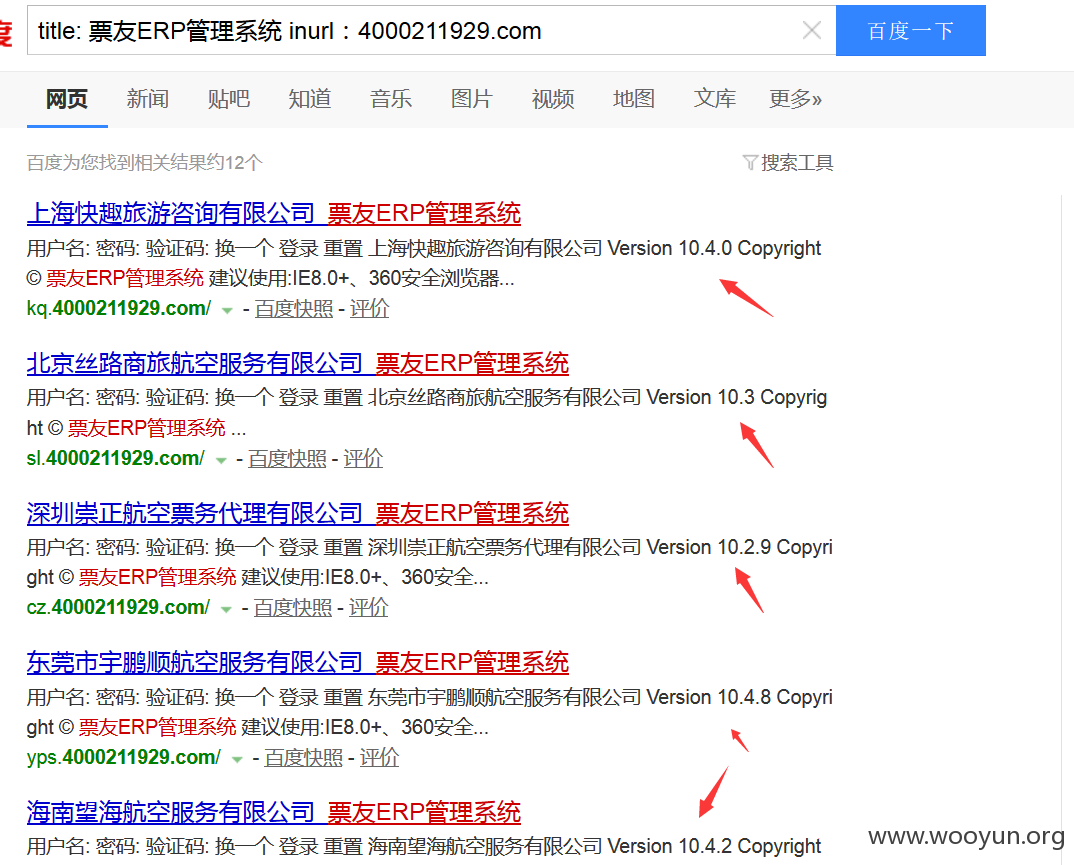 度
title: 票友ERP管理系统 inurl：4000211929.com
百度一下
网页 新闻 贴吧 知道 音乐 图片 视频 地图 文库 更多»
百度为您找到相关结果约12个
搜索工具
上海快趣旅游咨询有限公司 票友ERP管理系统
用户名: 密码: 验证码: 换一个 登录 重置 上海快趣旅游咨询有限公司 Version 10.4.0 Copyright
© 票友ERP管理系统 建议使用:IE8.0+、360安全浏览器...
kq.4000211929.com/ - 百度快照 - 评价
北京丝路商旅航空服务有限公司 票友ERP管理系统
用户名: 密码: 验证码: 换一个 登录 重置 北京丝路商旅航空服务有限公司 Version 10.3 Copyrig
ht © 票友ERP管理系统 ...
sl.4000211929.com/ - 百度快照 - 评价
深圳崇正航空票务代理有限公司 票友ERP管理系统
用户名: 密码: 验证码: 换一个 登录 重置 深圳崇正航空票务代理有限公司 Version 10.2.9 Copyri
ght © 票友ERP管理系统 建议使用:IE8.0+、360安全...
cz.4000211929.com/ - 百度快照 - 评价
东莞市宇鹏顺航空服务有限公司 票友ERP管理系统
用户名: 密码: 验证码: 换一个 登录 重置 东莞市宇鹏顺航空服务有限公司 Version 10.4.8 Copyri
ght © 票友ERP管理系统 建议使用:IE8.0+、360安全...
yps.4000211929.com/ - 百度快照 - 评价
海南望海航空服务有限公司 票友ERP管理系统
用户名: 密码: 验证码: 换一个 登录 重置 海南望海航空服务有限公司 Version 10.4.2 Copyright
www.wooyun.org